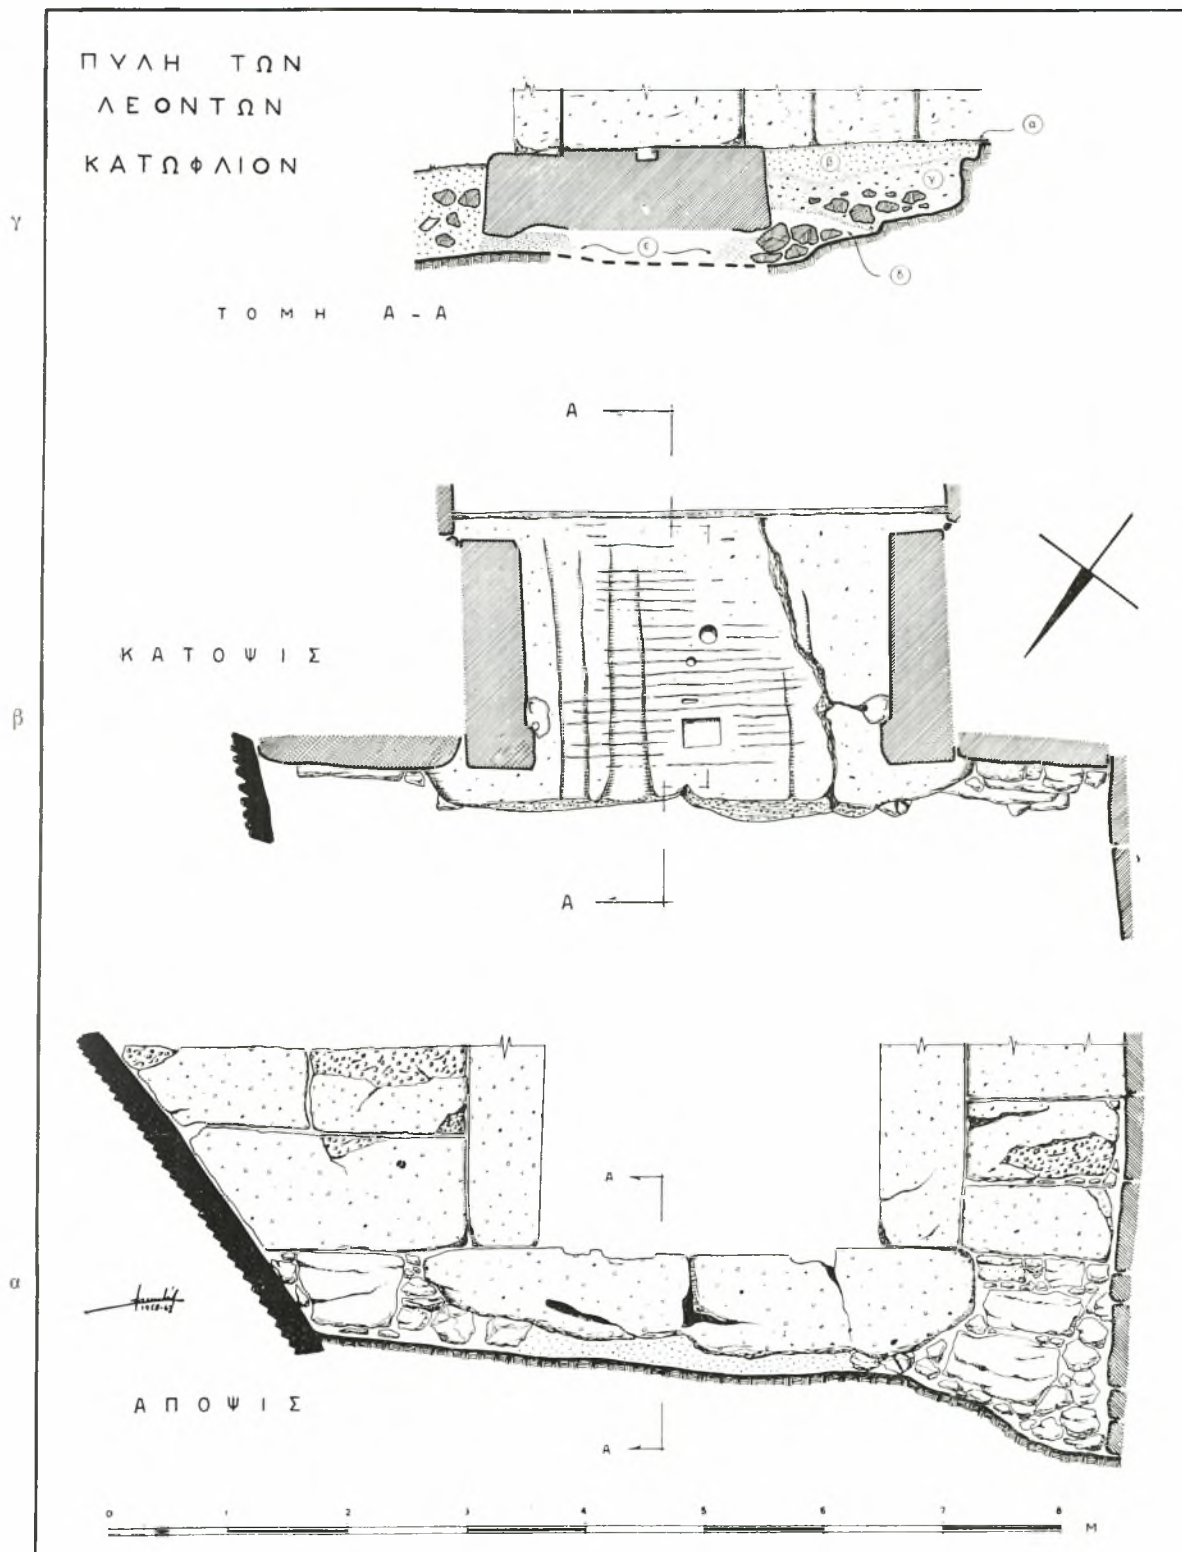 ΠΥΛΗ ΤΩΝ
ΛΕΟΝΤΩΝ
ΚΑΤΩΦΛΙΟΝ
α
β
γ
ε
δ
γ
ΤΟΜΗ Α-Α
Α
ΚΑΤΟΨΙΣ
β
Α
Α
α
ΑΠΟΨΙΣ
Α
0 1 2 3 4 5 6 7 8 Μ